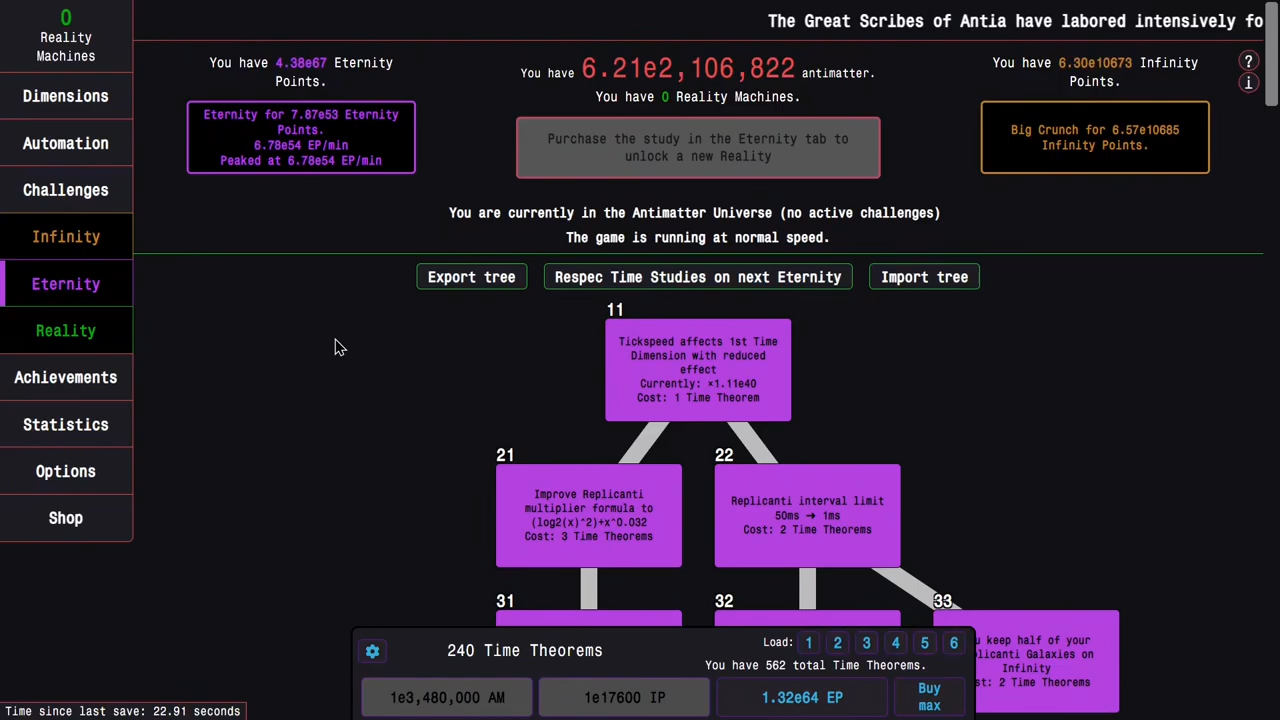 0
Reality
Machines
Dimensions
Automation
Challenges
Infinity
Eternity
Reality
Achievements
Statistics
Options
Shop
The Great Scribes of Antia have labored intensively fo
You have 4.38e67 Eternity
Points.
Eternity for 7.87e53 Eternity
Points.
6.78e54 EP/min
Peaked at 6.78e54 EP/min
You have 6.21e2,106,822 antimatter.
You have 0 Reality Machines.
Purchase the study in the Eternity tab to
unlock a new Reality
You have 6.30e10673 Infinity
Points.
Big Crunch for 6.57e10685
Infinity Points.
?
i
You are currently in the Antimatter Universe (no active challenges)
The game is running at normal speed.
Export tree
Respec Time Studies on next Eternity
Import tree
11
Tickspeed affects 1st Time
Dimension with reduced
effect
Currently: ×1.11e40
Cost: 1 Time Theorem
21
Improve Replicanti
multiplier formula to
(log2(x)^2)+x^0.032
Cost: 3 Time Theorems
22
Replicanti interval limit
50ms → 1ms
Cost: 2 Time Theorems
31
32
33
keep half of your
Galaxies on
Infinity
2 Time Theorems
240 Time Theorems
Load: 1 2 3 4 5 6
You have 562 total Time Theorems.
1e3,480,000 AM
1e17600 IP
1.32e64 EP
Buy
max
Time since last save: 22.91 seconds